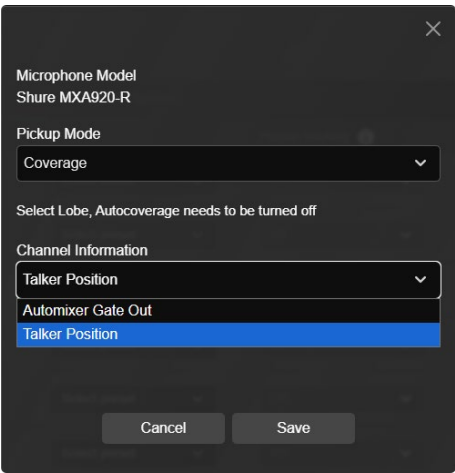 Microphone Model
Shure MXA920-R
Pickup Mode
Coverage
Select Lobe, Autocoverage needs to be turned off
Channel Information
Talker Position
Automixer Gate Out
Talker Position
Cancel
Save